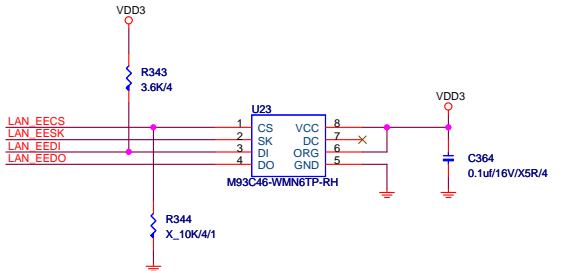 VDD3
R343
3.6K/4
VDD3
U23
LAN_EECS 1 CS VCC 8
LAN_EESK 2 SK DC 7
LAN_EEDI 3 DI ORG 6
LAN_EEDO 4 DO GND 5
M93C46-WMN6TP-RH
C364
0.1uf/16V/X5R/4
R344
X_10K/4/1